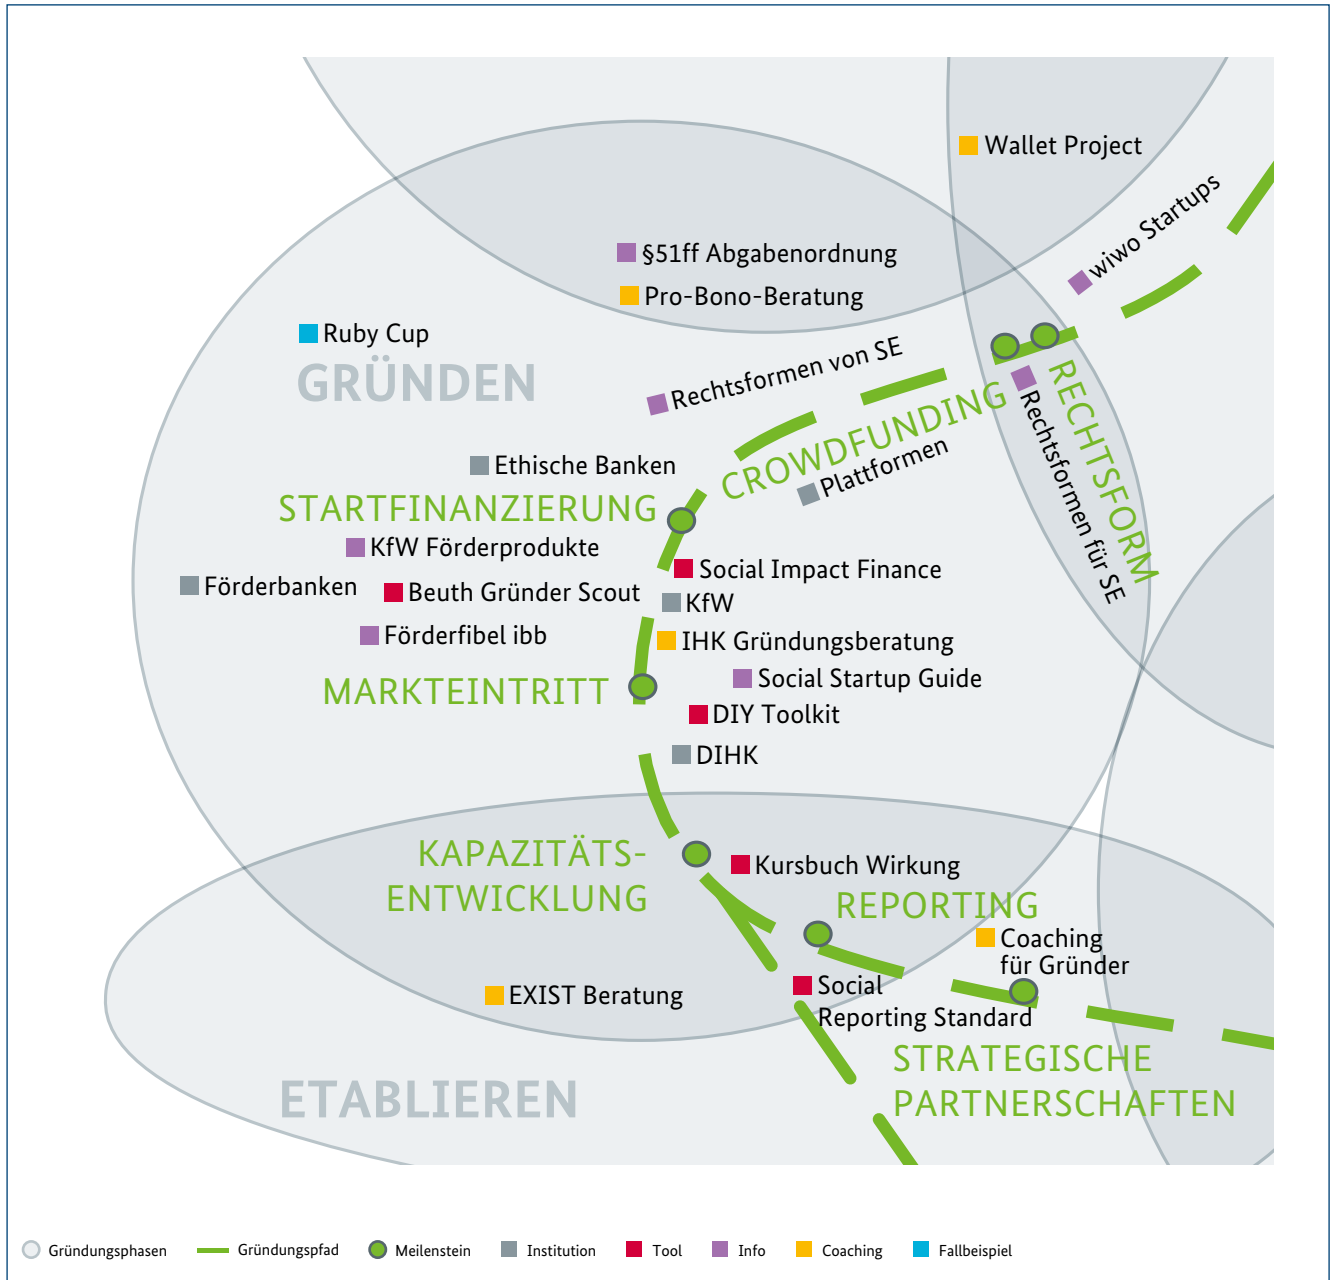 Wallet Project
wiwo Startups
§51ff Abgabenordnung
Pro-Bono-Beratung
Ruby Cup
GRÜNDEN
Rechtsformen von SE
RECHTSFORM
Rechtsformen für SE
CROWDFUNDING
Plattformen
Ethische Banken
STARTFINANZIERUNG
KfW Förderprodukte
Social Impact Finance
Förderbanken
Beuth Gründer Scout
KfW
Förderfibel ibb
IHK Gründungsberatung
Social Startup Guide
MARKTEINTRITT
DIY Toolkit
DIHK
KAPAZITÄTS-
ENTWICKLUNG
Kursbuch Wirkung
REPORTING
Coaching
für Gründer
EXIST Beratung
Social
Reporting Standard
STRATEGISCHE
PARTNERSCHAFTEN
ETABLIEREN
Gründungsphasen Gründungspfad Meilenstein Institution Tool Info Coaching Fallbeispiel